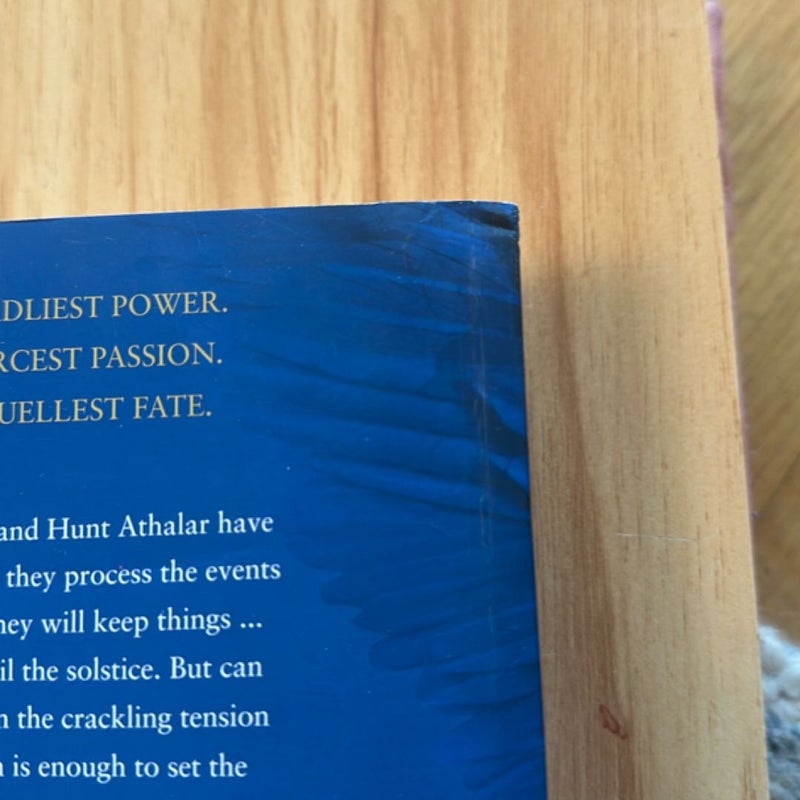 DLIEST POWER.
RCEST PASSION.
UELLEST FATE.
and Hunt Athalar have
they process the events
hey will keep things ...
il the solstice. But can
n the crackling tension
n is enough to set the